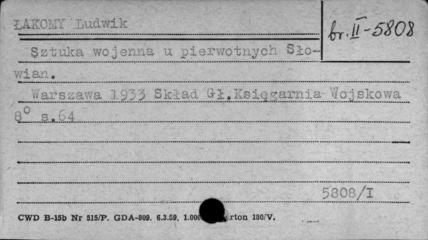 ŁAKOMY Ludwik
br. II-5808
Sztuka wojenna u pierwotnych Sło-
wian.
Warszawa 1933 Skład Gł.Księgarnia Wojskowa
8° s.64
5808/I
CWD B-15b Nr 515/P. GDA-809. 6.3.59. 1.000 karton 180/V.